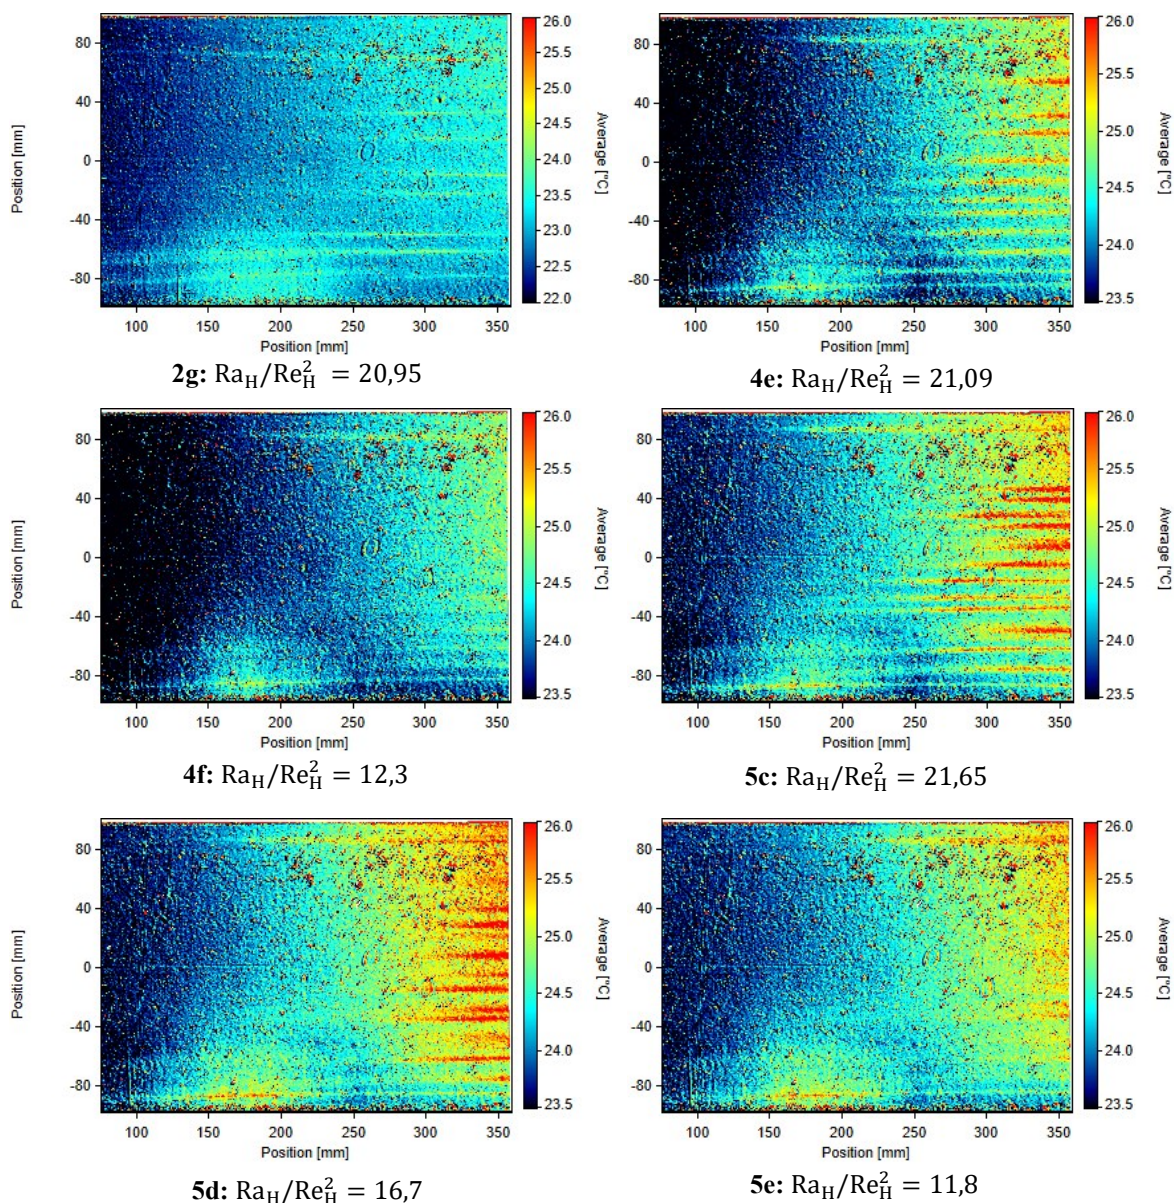 26.0
80
25.5
40
25.0
24.5
0
24.0
-40
23.5
23.0
-80
22.5
22.0
Position [mm]
Average [°C]
100 150 200 250 300 350
Position [mm]
2g: Ra_H/Re_H^2 = 20,95
26.0
80
25.5
40
25.0
0
24.5
-40
24.0
-80
23.5
Average [°C]
100 150 200 250 300 350
Position [mm]
4e: Ra_H/Re_H^2 = 21,09
26.0
80
25.5
40
25.0
0
24.5
-40
24.0
-80
23.5
Position [mm]
Average [°C]
100 150 200 250 300 350
Position [mm]
4f: Ra_H/Re_H^2 = 12,3
26.0
80
25.5
40
25.0
0
24.5
-40
24.0
-80
23.5
Average [°C]
100 150 200 250 300 350
Position [mm]
5c: Ra_H/Re_H^2 = 21,65
26.0
80
25.5
40
25.0
0
24.5
-40
24.0
-80
23.5
Position [mm]
Average [°C]
100 150 200 250 300 350
Position [mm]
5d: Ra_H/Re_H^2 = 16,7
26.0
80
25.5
40
25.0
0
24.5
-40
24.0
-80
23.5
Average [°C]
100 150 200 250 300 350
Position [mm]
5e: Ra_H/Re_H^2 = 11,8